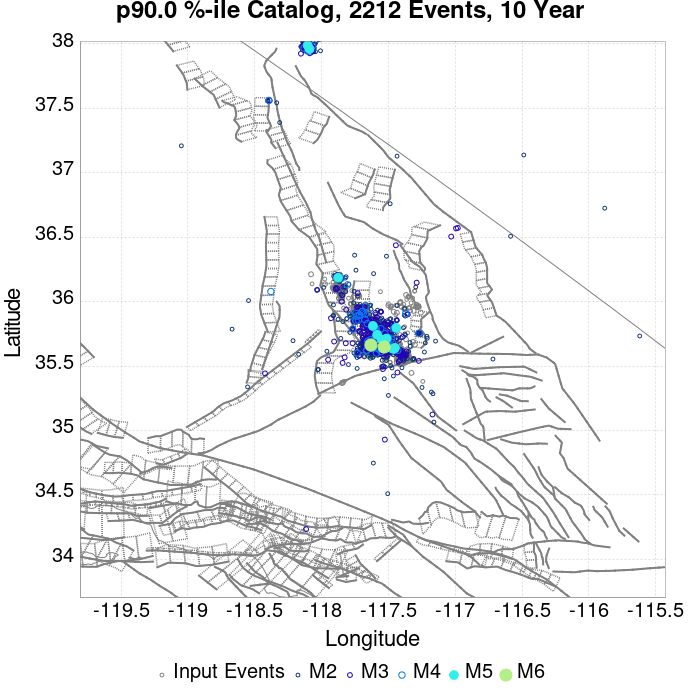 p90.0 %-ile Catalog, 2212 Events, 10 Year
38
37.5
37
36.5
36
35.5
35
34.5
34
Latitude
-119.5 -119 -118.5 -118 -117.5 -117 -116.5 -116 -115.5
Longitude
Input Events M2 M3 M4 M5 M6